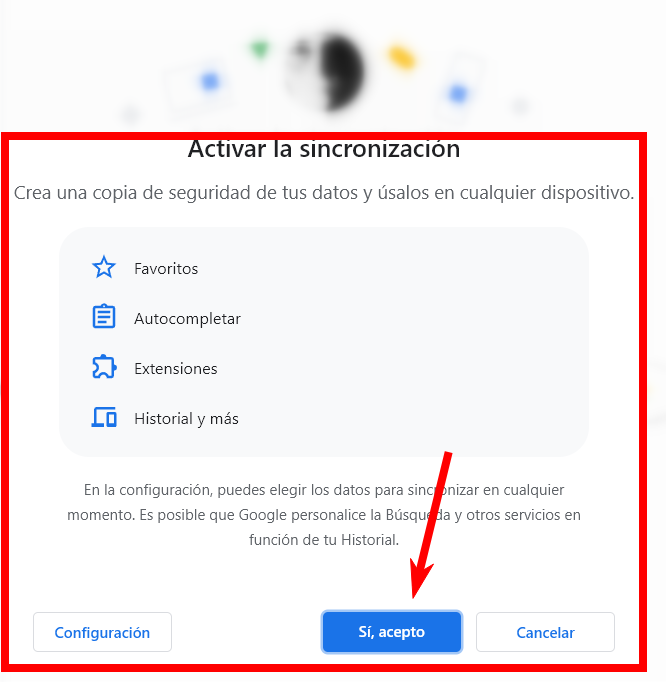 Activar la sincronización
Crea una copia de seguridad de tus datos y úsalos en cualquier dispositivo.
Favoritos
Autocompletar
Extensiones
Historial y más
En la configuración, puedes elegir los datos para sincronizar en cualquier
momento. Es posible que Google personalice la Búsqueda y otros servicios en
función de tu Historial.
Configuración
Sí, acepto
Cancelar